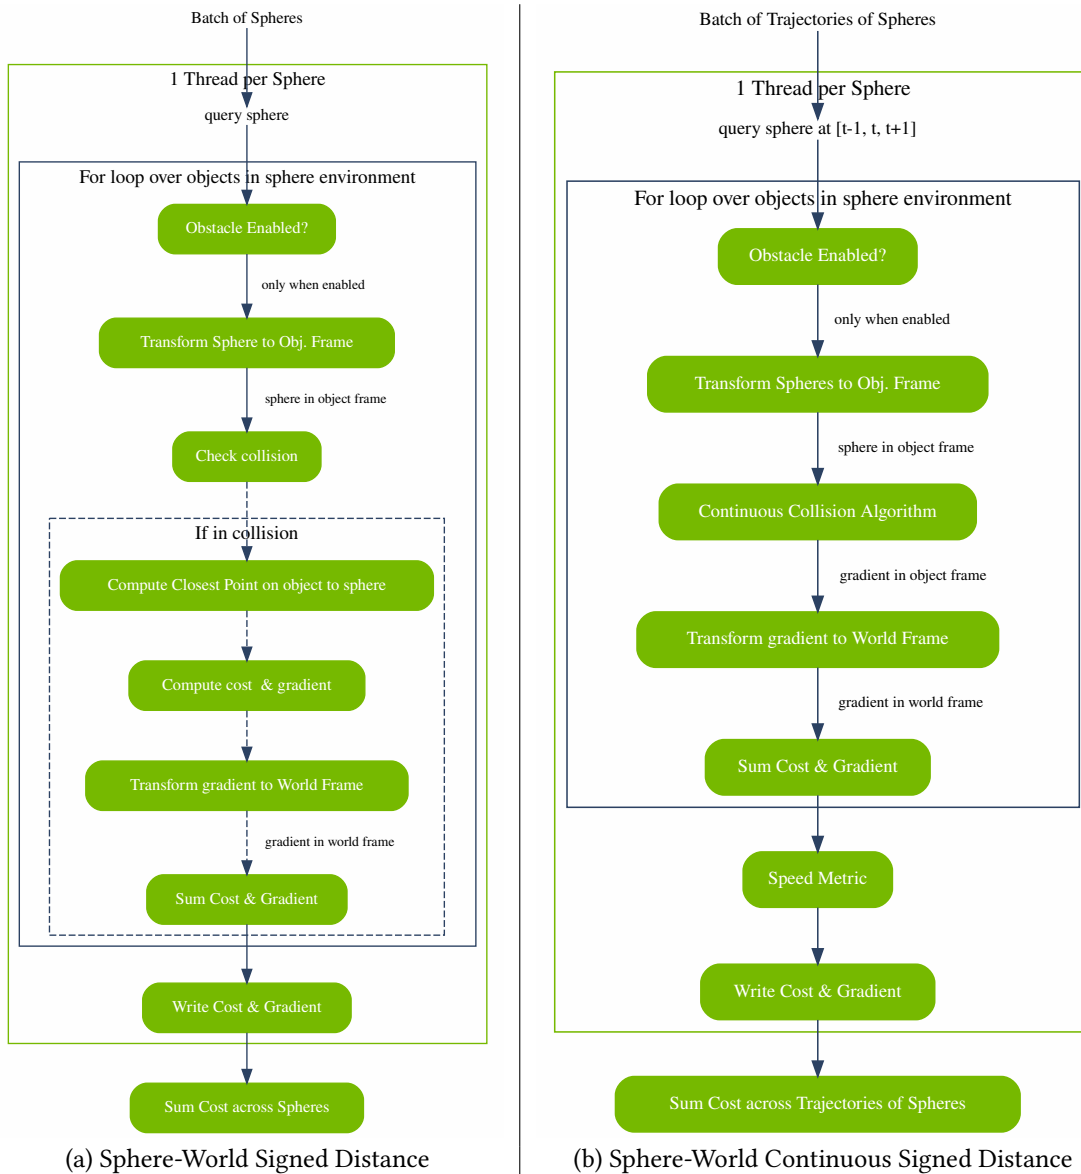 Batch of Spheres
1 Thread per Sphere
query sphere
For loop over objects in sphere environment
Obstacle Enabled?
only when enabled
Transform Sphere to Obj. Frame
sphere in object frame
Check collision
If in collision
Compute Closest Point on object to sphere
Compute cost & gradient
Transform gradient to World Frame
gradient in world frame
Sum Cost & Gradient
Write Cost & Gradient
Sum Cost across Spheres
(a) Sphere-World Signed Distance
Batch of Trajectories of Spheres
1 Thread per Sphere
query sphere at [t-1, t, t+1]
For loop over objects in sphere environment
Obstacle Enabled?
only when enabled
Transform Spheres to Obj. Frame
sphere in object frame
Continuous Collision Algorithm
gradient in object frame
Transform gradient to World Frame
gradient in world frame
Sum Cost & Gradient
Speed Metric
Write Cost & Gradient
Sum Cost across Trajectories of Spheres
(b) Sphere-World Continuous Signed Distance